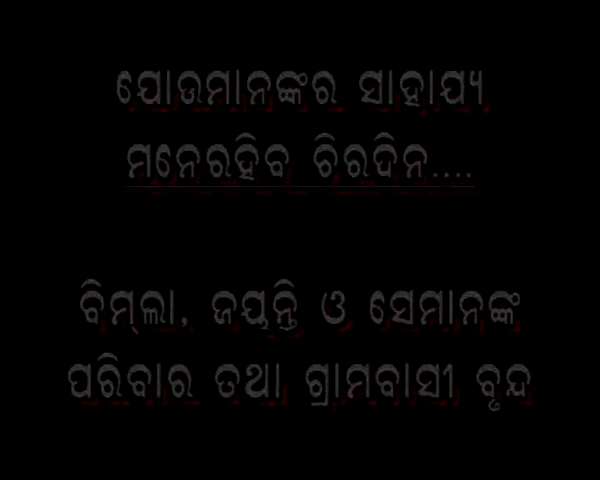 ଯୋଉମାନଙ୍କର ସାହାଯ୍ୟ
ମନେରହିବ ଚିରଦିନ....
ବିମ୍‌ଲା, ଜୟନ୍ତି ଓ ସେମାନଙ୍କ
ପରିବାର ତଥା ଗ୍ରାମବାସୀ ବୃନ୍ଦ